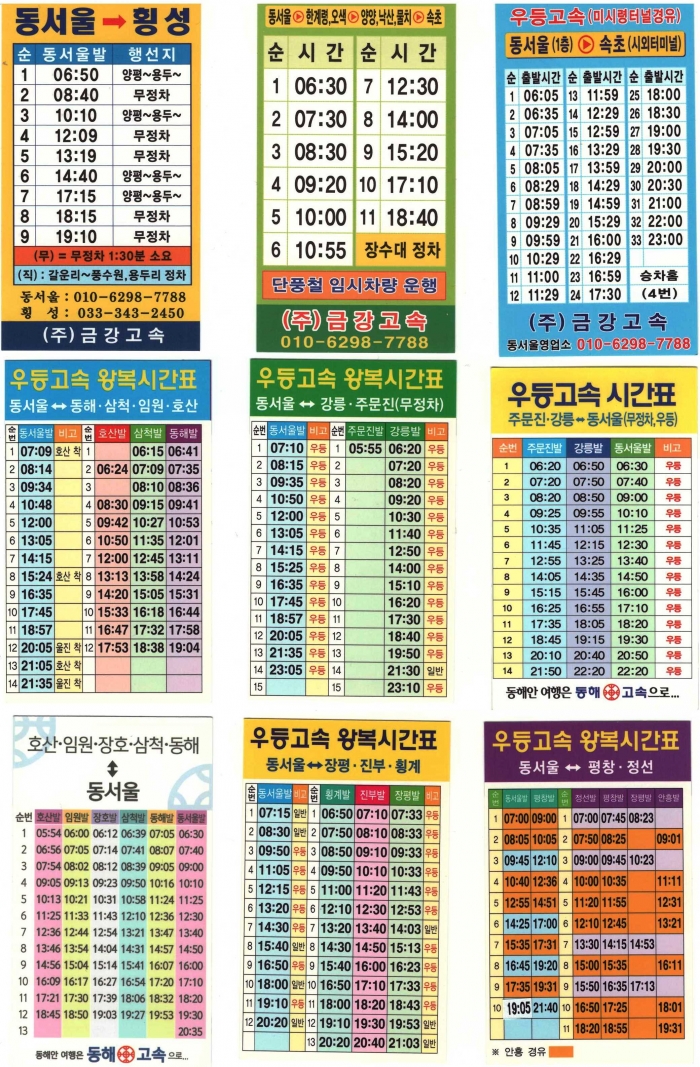 동서울 → 횡성
순 동서울발 행선지
1 06:50 양평~용두~
2 08:40 무정차
3 10:10 양평~용두~
4 12:09 무정차
5 13:19 무정차
6 14:40 양평~용두~
7 17:15 양평~용두~
8 18:15 무정차
9 19:10 무정차
(무) = 무정차 1:30분 소요
(직) : 갈운리~풍수원,용두리 정차
동서울 : 010-6298-7788
횡 성 : 033-343-2450
(주) 금강고속
동서울 ▶ 한계령,오색 ▶ 양양,낙산,물치 ▶ 속초
순 시 간 순 시 간
1 06:30 7 12:30
2 07:30 8 14:00
3 08:30 9 15:20
4 09:20 10 17:10
5 10:00 11 18:40
6 10:55 장수대 정차
단풍철 임시차량 운행
(주) 금강고속
010-6298-7788
우등고속 (미시령터널경유)
동서울 (1층) ▶ 속초 (시외터미널)
순 출발시간 순 출발시간 순 출발시간
1 06:05 13 11:59 25 18:00
2 06:35 14 12:29 26 18:30
3 07:05 15 12:59 27 19:00
4 07:35 16 13:29 28 19:30
5 08:05 17 13:59 29 20:00
6 08:29 18 14:29 30 20:30
7 08:59 19 14:59 31 21:00
8 09:29 20 15:29 32 22:00
9 09:59 21 16:00 33 23:00
10 10:29 22 16:29
11 11:00 23 16:59 승차홈
12 11:29 24 17:30 (4번)
(주) 금강고속
동서울영업소 010-6298-7788
우등고속 왕복시간표
동서울 ↔ 동해·삼척·임원·호산
순번 동서울발 비고 순번 호산발 삼척발 동해발
1 07:09 호산 착 1 06:15 06:41
2 08:14 2 06:24 07:09 07:35
3 09:34 3 08:10 08:36
4 10:48 4 08:30 09:15 09:41
5 12:00 5 09:42 10:27 10:53
6 13:05 6 10:50 11:35 12:01
7 14:15 7 12:00 12:45 13:11
8 15:24 호산 착 8 13:13 13:58 14:24
9 16:35 9 14:20 15:05 15:31
10 17:45 10 15:33 16:18 16:44
11 18:57 11 16:47 17:32 17:58
12 20:05 울진 착 12 17:53 18:38 19:04
13 21:05 호산 착
14 21:35 울진 착
우등고속 왕복시간표
동서울 ↔ 강릉·주문진(무정차)
순번 동서울발 비고 순번 주문진발 강릉발 비고
1 07:10 우등 1 05:55 06:20 우등
2 08:15 우등 2 07:20 우등
3 09:35 우등 3 08:20 우등
4 10:50 우등 4 09:20 우등
5 12:00 우등 5 10:30 우등
6 13:05 우등 6 11:40 우등
7 14:15 우등 7 12:50 우등
8 15:25 우등 8 14:00 우등
9 16:35 우등 9 15:10 우등
10 17:45 우등 10 16:20 우등
11 18:57 우등 11 17:30 우등
12 20:05 우등 12 18:40 우등
13 21:35 우등 13 19:50 우등
14 23:05 우등 14 21:30 일반
15 15 23:10 우등
우등고속 시간표
주문진·강릉↔동서울(무정차,우등)
순번 주문진발 강릉발 동서울발 비고
1 06:20 06:50 06:30 우등
2 07:20 07:50 07:40 우등
3 08:20 08:50 09:00 우등
4 09:25 09:55 10:10 우등
5 10:35 11:05 11:25 우등
6 11:45 12:15 12:30 우등
7 12:55 13:25 13:40 우등
8 14:05 14:35 14:50 우등
9 15:15 15:45 16:00 우등
10 16:25 16:55 17:10 우등
11 17:35 18:05 18:20 우등
12 18:45 19:15 19:30 우등
13 20:10 20:40 20:50 우등
14 21:50 22:20 22:20 우등
동해안 여행은 동해 고속으로...
호산·임원·장호·삼척·동해
↕
동서울
순번 호산발 임원발 장호발 삼척발 동해발 동서울발
1 05:54 06:00 06:12 06:39 07:05 06:30
2 06:56 07:05 07:14 07:41 08:07 07:40
3 07:54 08:02 08:12 08:39 09:05 09:00
4 09:05 09:13 09:23 09:50 10:16 10:10
5 10:13 10:21 10:31 10:58 11:24 11:25
6 11:25 11:33 11:43 12:10 12:36 12:30
7 12:36 12:44 12:54 13:21 13:47 13:40
8 13:46 13:54 14:04 14:31 14:57 14:50
9 14:56 15:04 15:14 15:41 16:07 16:00
10 16:09 16:17 16:27 16:54 17:20 17:10
11 17:21 17:30 17:39 18:06 18:32 18:20
12 18:45 18:50 19:03 19:27 19:53 19:30
13 20:35
동해안 여행은 동해 고속으로...
우등고속 왕복시간표
동서울↔장평·진부·횡계
순번 동서울발 비고 순번 횡계발 진부발 장평발 비고
1 07:15 일반 1 06:50 07:10 07:33 우등
2 08:30 일반 2 07:50 08:10 08:33 우등
3 09:50 우등 3 08:50 09:10 09:33 우등
4 11:05 우등 4 09:50 10:10 10:33 우등
5 12:15 우등 5 11:00 11:20 11:43 우등
6 13:20 우등 6 12:10 12:30 12:53 우등
7 14:30 우등 7 13:20 13:40 14:03 일반
8 15:40 일반 8 14:30 14:50 15:13 우등
9 16:50 우등 9 15:40 16:00 16:23 우등
10 18:00 일반 10 16:50 17:10 17:33 우등
11 19:10 우등 11 18:00 18:20 18:43 우등
12 20:20 일반 12 19:10 19:30 19:53 일반
13 20:20 20:40 21:03 일반
우등고속 왕복시간표
동서울 ↔ 평창·정선
순번 동서울발 평창발 순번 정선발 평창발 장평발 안흥발
1 07:00 09:00 1 07:00 07:45 08:23
2 08:05 10:05 2 07:50 08:25 09:01
3 09:45 12:10 3 09:00 09:45 10:23
4 10:40 12:36 4 10:00 10:35 11:11
5 12:55 14:51 5 11:20 11:55 12:31
6 14:25 17:00 6 12:10 12:45 13:21
7 15:35 17:31 7 13:30 14:15 14:53
8 16:45 19:20 8 15:00 15:35 16:11
9 17:35 19:31 9 15:50 16:35 17:13
10 19:05 21:40 10 16:50 17:25 18:01
11 18:20 18:55 19:31
※ 안흥 경유